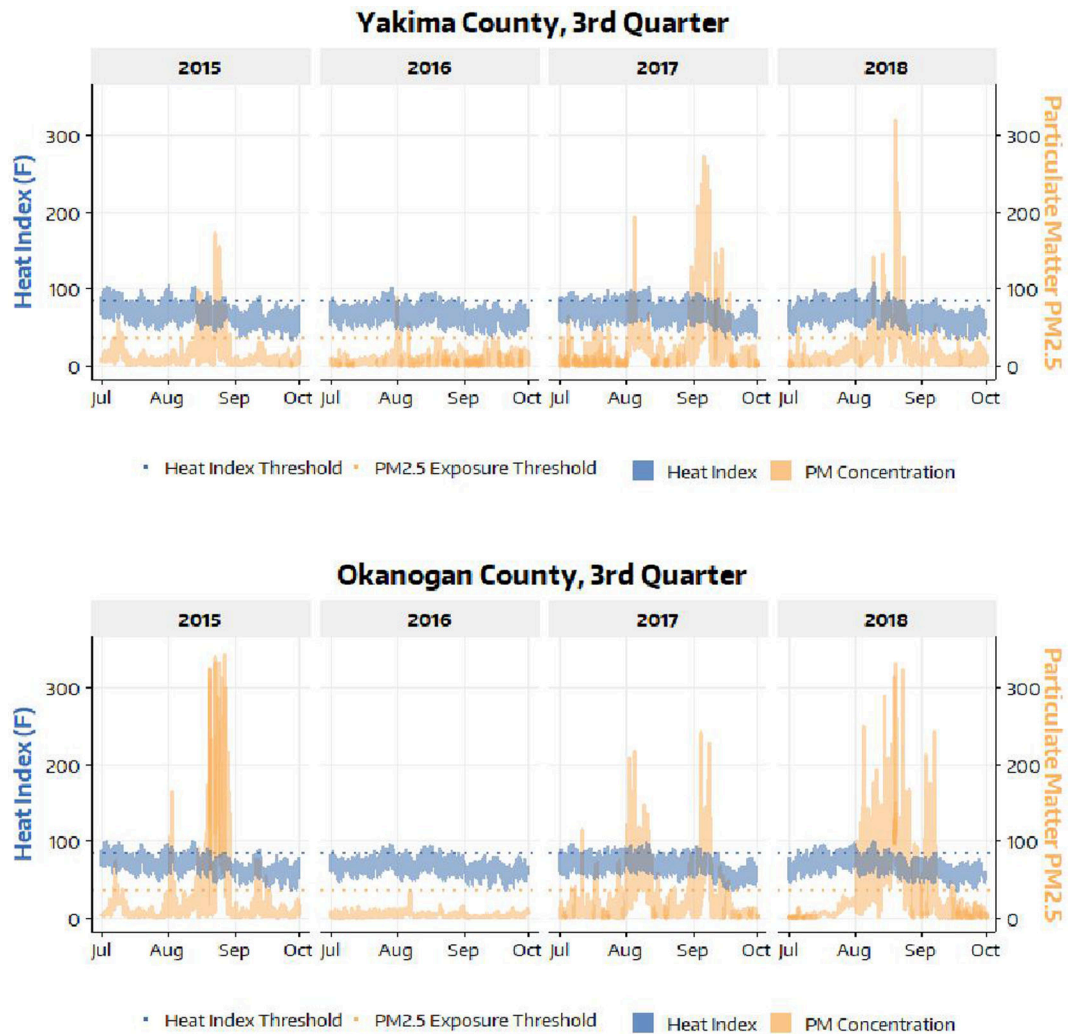 Yakima County, 3rd Quarter
2015 2016 2017 2018
Heat Index (F)
300
200
100
0
300
200
100
0
Particulate Matter PM2.5
Jul Aug Sep Oct Jul Aug Sep Oct Jul Aug Sep Oct Jul Aug Sep Oct
Heat Index Threshold PM2.5 Exposure Threshold Heat Index PM Concentration
Okanogan County, 3rd Quarter
2015 2016 2017 2018
Heat Index (F)
300
200
100
0
300
200
100
0
Particulate Matter PM2.5
Jul Aug Sep Oct Jul Aug Sep Oct Jul Aug Sep Oct Jul Aug Sep Oct
Heat Index Threshold PM2.5 Exposure Threshold Heat Index PM Concentration